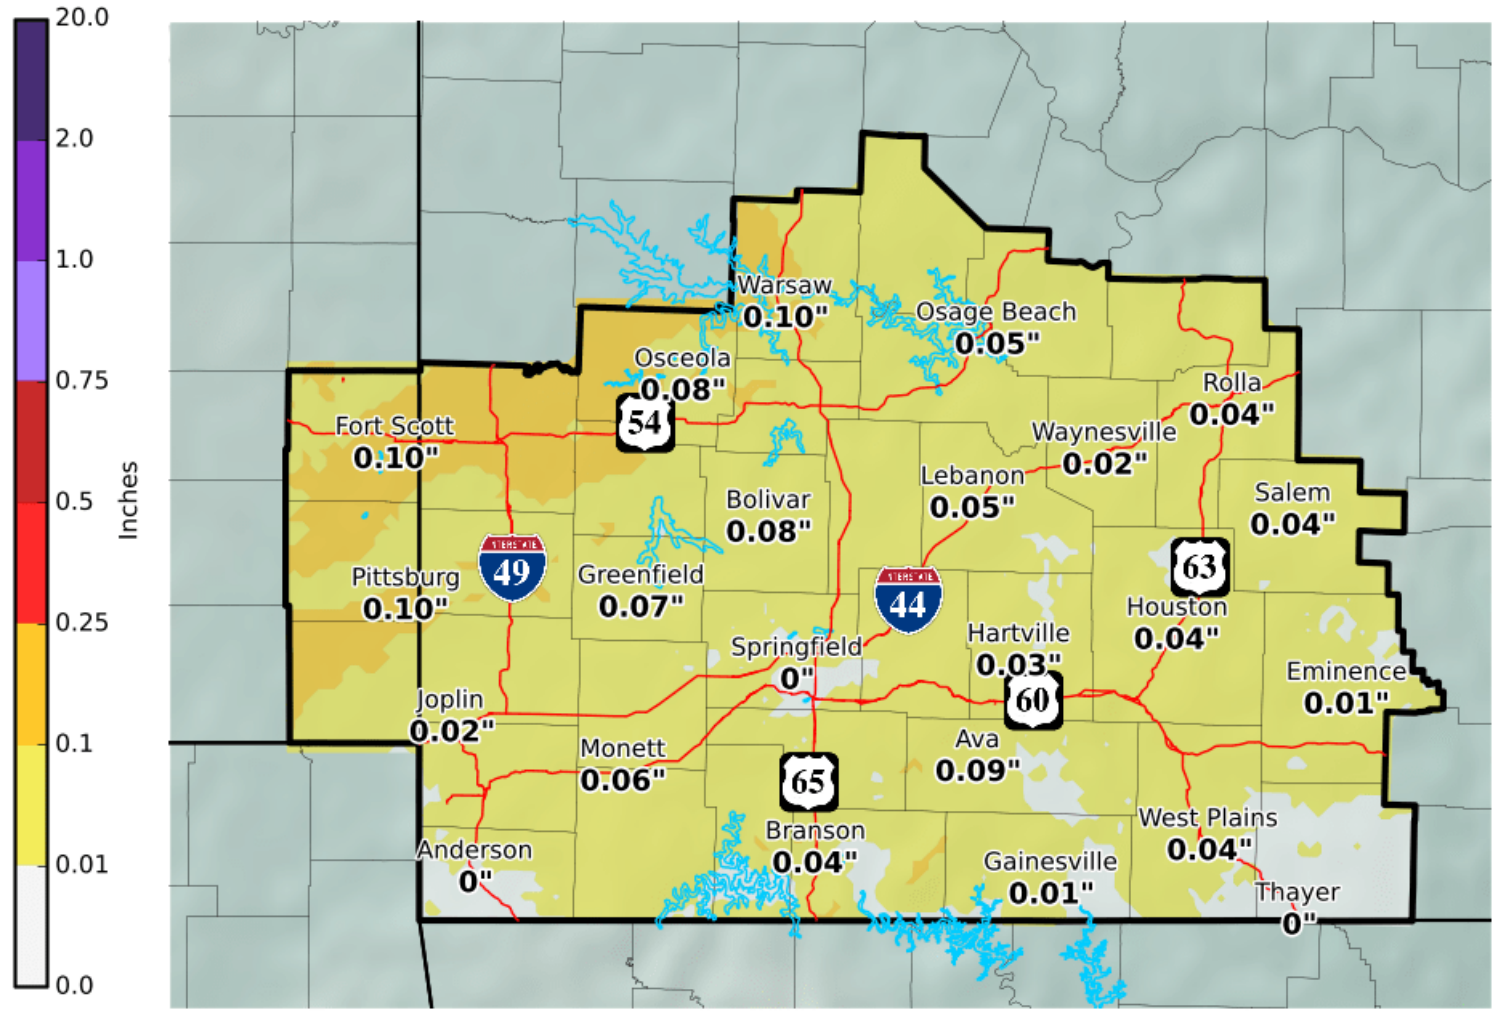 20.0
2.0
1.0
0.75
0.5
0.25
0.1
0.01
0.0
Inches
Warsaw
0.10"
Osage Beach
0.05"
Osceola
0.08"
54
Rolla
0.04"
Fort Scott
0.10"
Waynesville
0.02"
Lebanon
0.05"
Salem
0.04"
Bolivar
0.08"
INTERSTATE
49
Pittsburg
0.10"
Greenfield
0.07"
INTERSTATE
44
63
Houston
0.04"
Springfield
0"
Hartville
0.03"
60
Eminence
0.01"
Joplin
0.02"
Monett
0.06"
Ava
0.09"
65
Branson
0.04"
West Plains
0.04"
Anderson
0"
Gainesville
0.01"
Thayer
0"